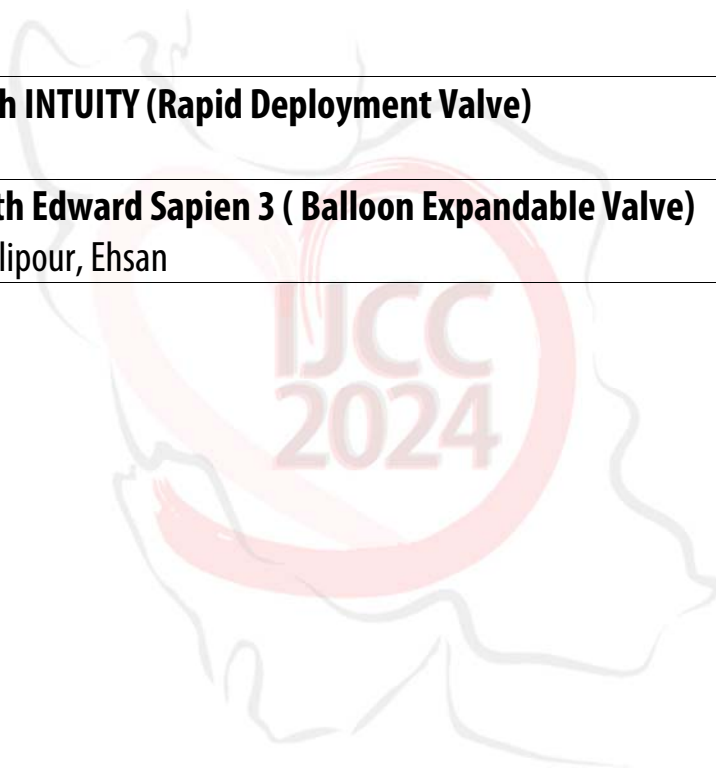 h INTUITY (Rapid Deployment Valve)
th Edward Sapien 3 ( Balloon Expandable Valve)
lipour, Ehsan
IJCC
2024